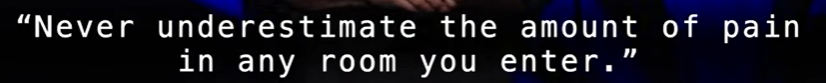 “Never underestimate the amount of pain
in any room you enter.”